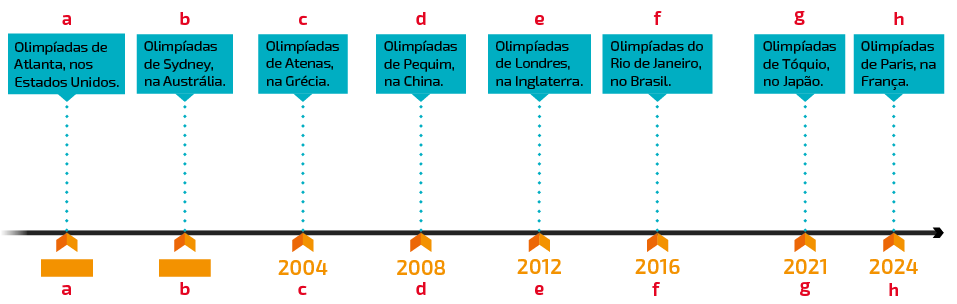 a b c d e f g h
Olimpíadas de
Atlanta, nos
Estados Unidos.
Olimpíadas
de Sydney,
na Austrália.
Olimpíadas
de Atenas,
na Grécia.
Olimpíadas
de Pequim,
na China.
Olimpíadas
de Londres,
na Inglaterra.
Olimpíadas do
Rio de Janeiro,
no Brasil.
Olimpíadas
de Tóquio,
no Japão.
Olimpíadas
de Paris, na
França.
2004 2008 2012 2016 2021 2024
a b c d e f g h